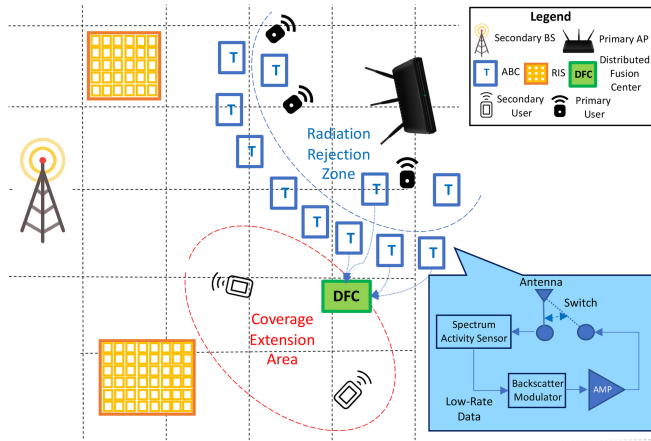 Legend
Secondary BS
Primary AP
T
ABC
RIS
DFC
Distributed
Fusion
Center
Secondary
User
Primary
User
T
T
T
T
T
T
T
T
T
T
T
Radiation
Rejection
Zone
DFC
Coverage
Extension
Area
Antenna
Switch
Spectrum
Activity Sensor
Backscatter
Modulator
AMP
Low-Rate
Data